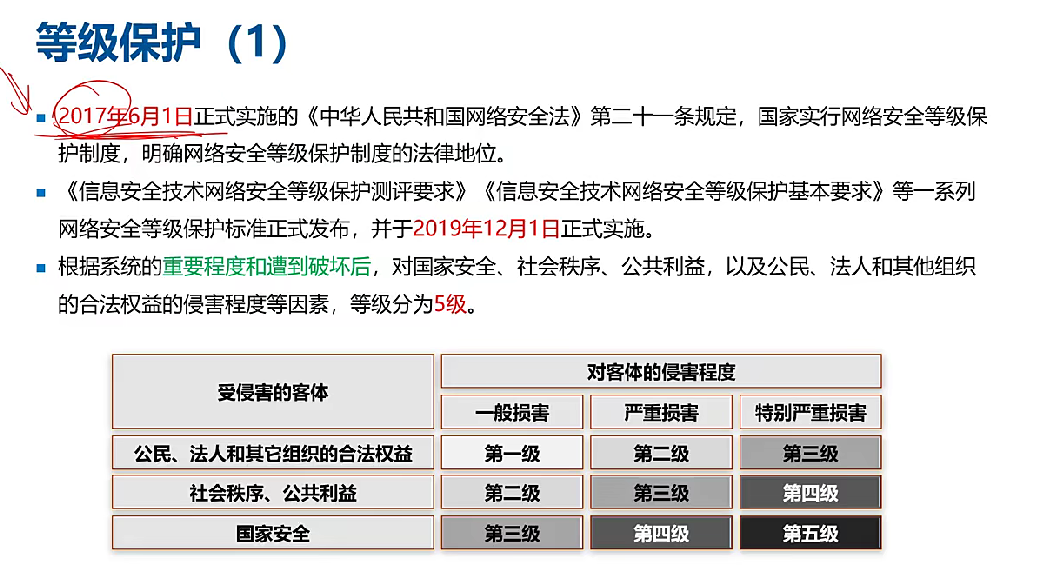 等级保护（1）
2017年6月1日正式实施的《中华人民共和国网络安全法》第二十一条规定，国家实行网络安全等级保
护制度，明确网络安全等级保护制度的法律地位。
《信息安全技术网络安全等级保护测评要求》《信息安全技术网络安全等级保护基本要求》等一系列
网络安全等级保护标准正式发布，并于2019年12月1日正式实施。
根据系统的重要程度和遭到破坏后，对国家安全、社会秩序、公共利益，以及公民、法人和其他组织
的合法权益的侵害程度等因素，等级分为5级。
受侵害的客体
对客体的侵害程度
一般损害 严重损害 特别严重损害
公民、法人和其它组织的合法权益 第一级 第二级 第三级
社会秩序、公共利益 第二级 第三级 第四级
国家安全 第三级 第四级 第五级